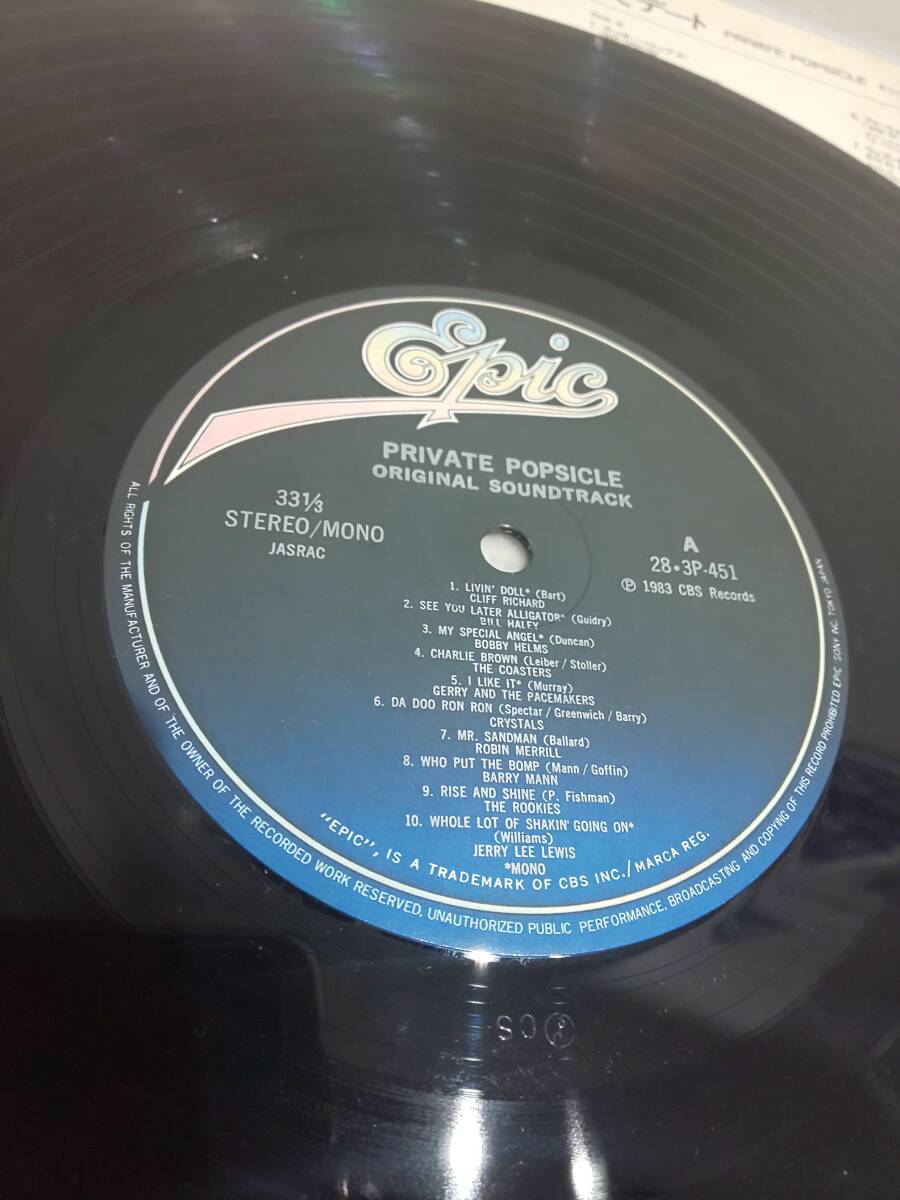 デート PRIVATE POPSICLE
Epic
PRIVATE POPSICLE
ORIGINAL SOUNDTRACK
33⅓
STEREO/MONO
JASRAC
A
28・3P-451
Ⓟ 1983 CBS Records
1. LIVIN' DOLL* (Bart)
CLIFF RICHARD
2. SEE YOU LATER ALLIGATOR* (Guidry)
BILL HALEY
3. MY SPECIAL ANGEL* (Duncan)
BOBBY HELMS
4. CHARLIE BROWN (Leiber / Stoller)
THE COASTERS
5. I LIKE IT* (Murray)
GERRY AND THE PACEMAKERS
6. DA DOO RON RON (Spectar / Greenwich / Barry)
CRYSTALS
7. MR. SANDMAN (Ballard)
ROBIN MERRILL
8. WHO PUT THE BOMP (Mann / Goffin)
BARRY MANN
9. RISE AND SHINE (P. Fishman)
THE ROOKIES
10. WHOLE LOT OF SHAKIN' GOING ON*
(Williams)
JERRY LEE LEWIS
*MONO
"EPIC", IS A TRADEMARK OF CBS INC./MARCA REG.
ALL RIGHTS OF THE MANUFACTURER AND OF THE OWNER OF THE RECORDED WORK RESERVED, UNAUTHORIZED PUBLIC PERFORMANCE, BROADCASTING AND COPYING OF THIS RECORD PROHIBITED EPIC SONY INC. TOKYO JAPAN